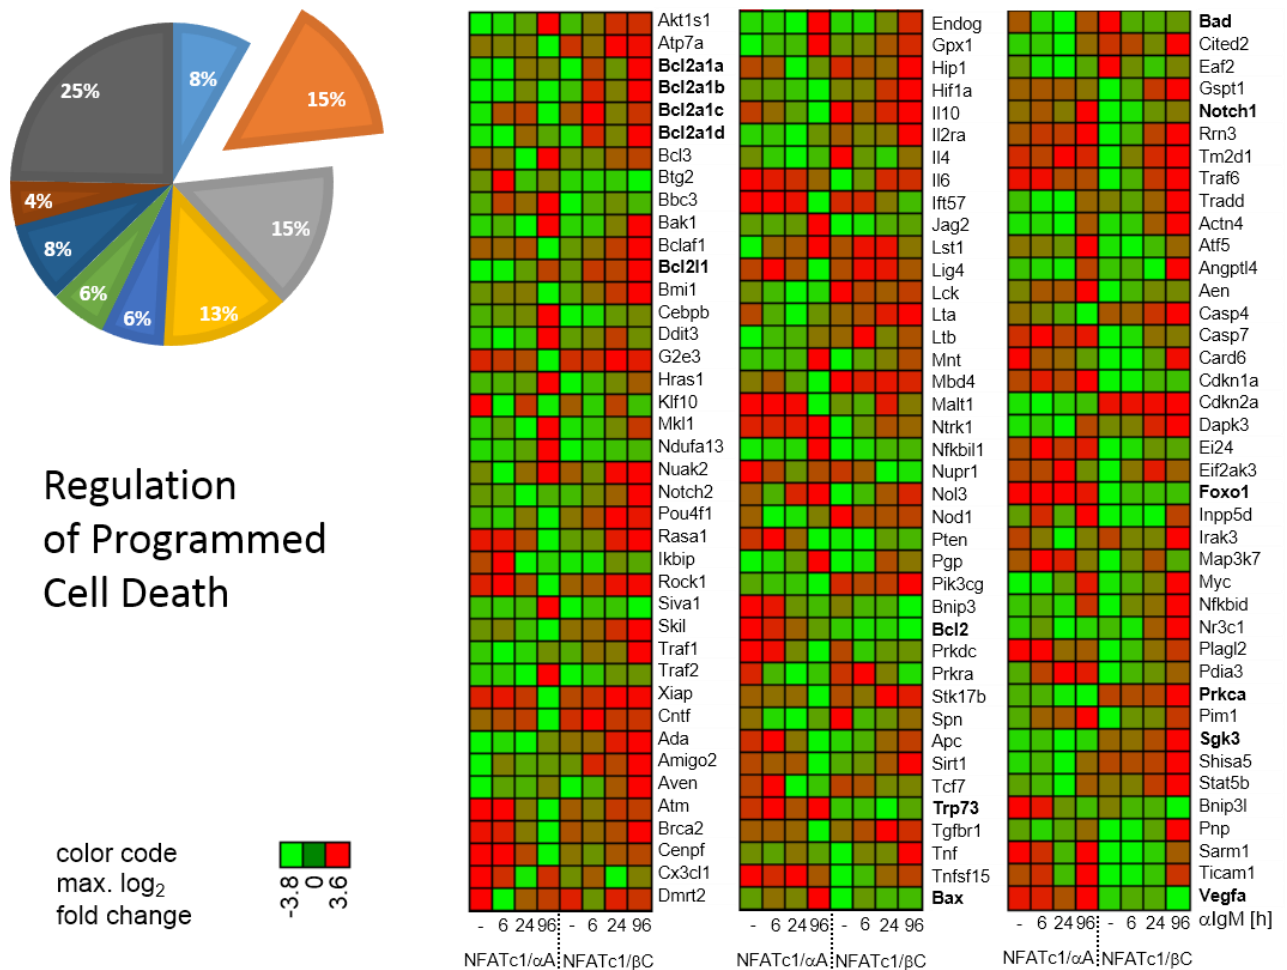 8%
15%
25%
15%
4%
8%
6%
6%
13%
Regulation
of Programmed
Cell Death
color code
max. log2
fold change
-3.8
0
3.6
Akt1s1
Atp7a
Bcl2a1a
Bcl2a1b
Bcl2a1c
Bcl2a1d
Bcl3
Btg2
Bbc3
Bak1
Bclaf1
Bcl2l1
Bmi1
Cebpb
Ddit3
G2e3
Hras1
Klf10
Mkl1
Ndufa13
Nuak2
Notch2
Pou4f1
Rasa1
Ikbip
Rock1
Siva1
Skil
Traf1
Traf2
Xiap
Cntf
Ada
Amigo2
Aven
Atm
Brca2
Cenpf
Cx3cl1
Dmrt2
- 6 24 96 - 6 24 96
NFATc1/αA NFATc1/βC
Endog
Gpx1
Hip1
Hif1a
Il10
Il2ra
Il4
Il6
Ift57
Jag2
Lst1
Lig4
Lck
Lta
Ltb
Mnt
Mbd4
Malt1
Ntrk1
Nfkbil1
Nupr1
Nol3
Nod1
Pten
Pgp
Pik3cg
Bnip3
Bcl2
Prkdc
Prkra
Stk17b
Spn
Apc
Sirt1
Tcf7
Trp73
Tgfbr1
Tnf
Tnfsf15
Bax
- 6 24 96 - 6 24 96
NFATc1/αA NFATc1/βC
Bad
Cited2
Eaf2
Gspt1
Notch1
Rrn3
Tm2d1
Traf6
Tradd
Actn4
Atf5
Angptl4
Aen
Casp4
Casp7
Card6
Cdkn1a
Cdkn2a
Dapk3
Ei24
Eif2ak3
Foxo1
Inpp5d
Irak3
Map3k7
Myc
Nfkbid
Nr3c1
Plagl2
Pdia3
Prkca
Pim1
Sgk3
Shisa5
Stat5b
Bnip3l
Pnp
Sarm1
Ticam1
Vegfa
- 6 24 96 - 6 24 96 αIgM [h]
NFATc1/αA NFATc1/βC